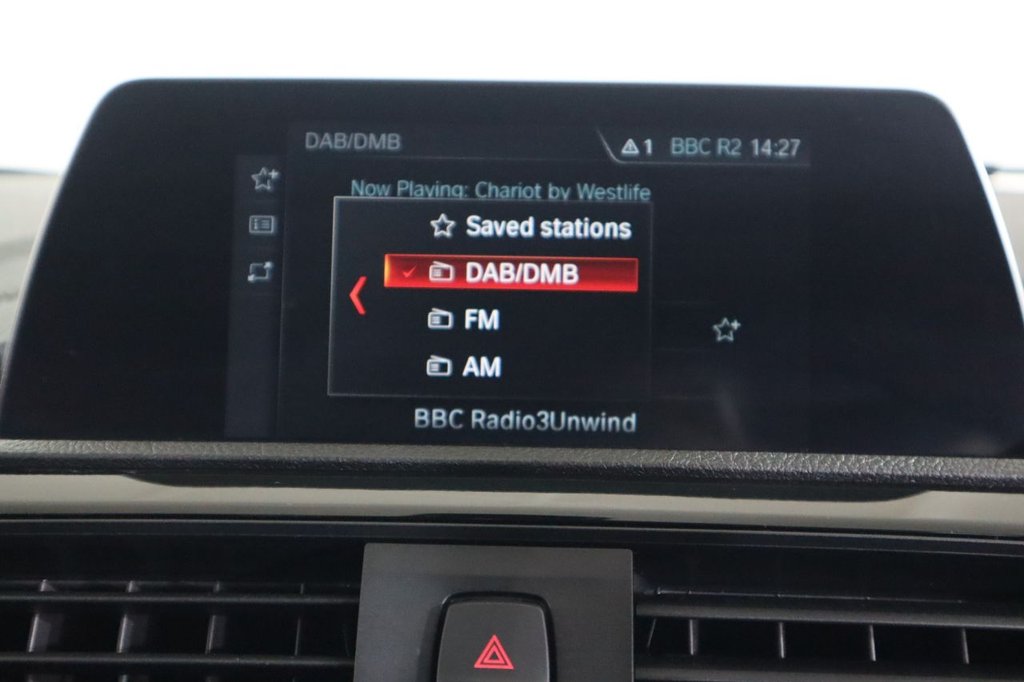 DAB/DMB
1 BBC R2 14:27
Now Playing: Chariot by Westlife
Saved stations
DAB/DMB
FM
AM
BBC Radio3Unwind